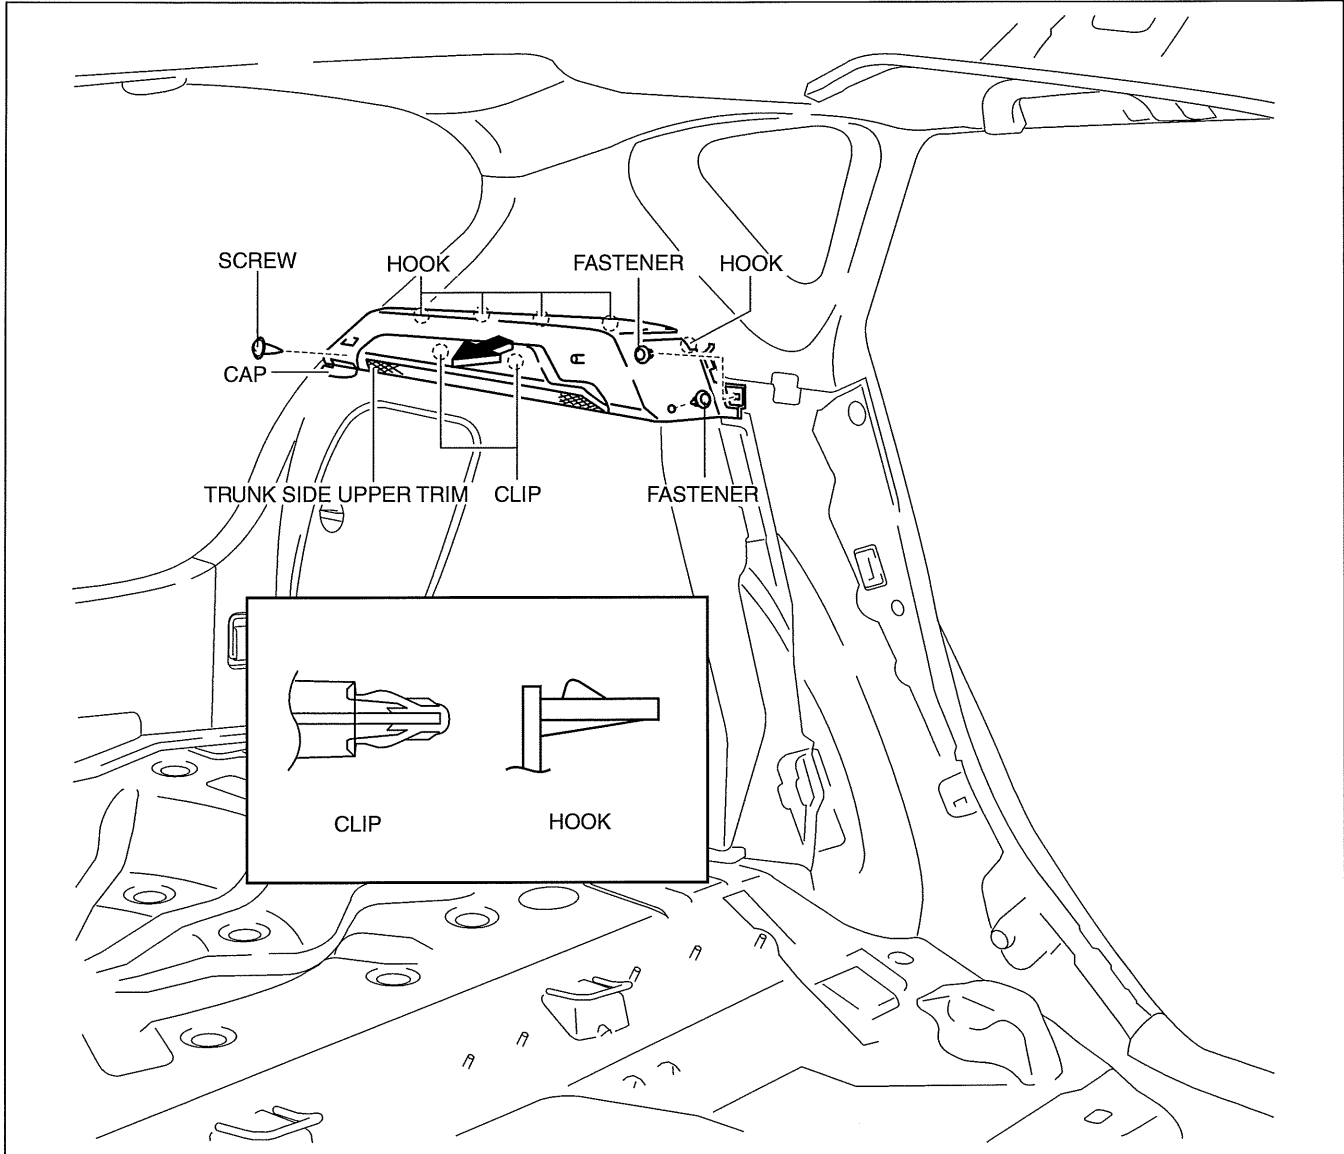 SCREW
HOOK
FASTENER
HOOK
CAP
TRUNK SIDE UPPER TRIM
CLIP
FASTENER
CLIP
HOOK